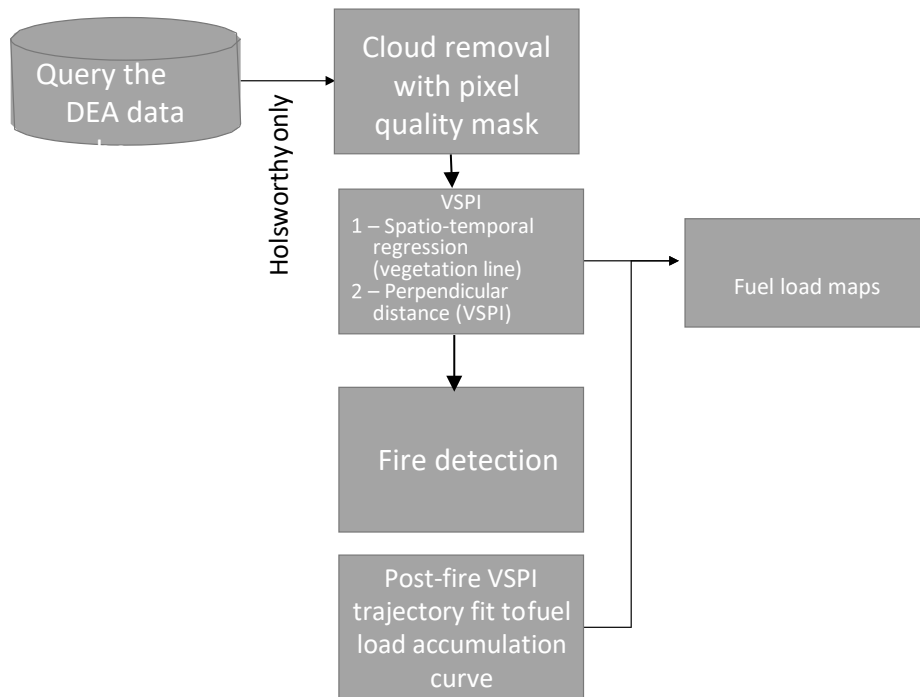 Query the
DEA data
Holsworthy only
Cloud removal
with pixel
quality mask
VSPI
1 – Spatio-temporal
regression
(vegetation line)
2 – Perpendicular
distance (VSPI)
Fuel load maps
Fire detection
Post-fire VSPI
trajectory fit tofuel
load accumulation
curve